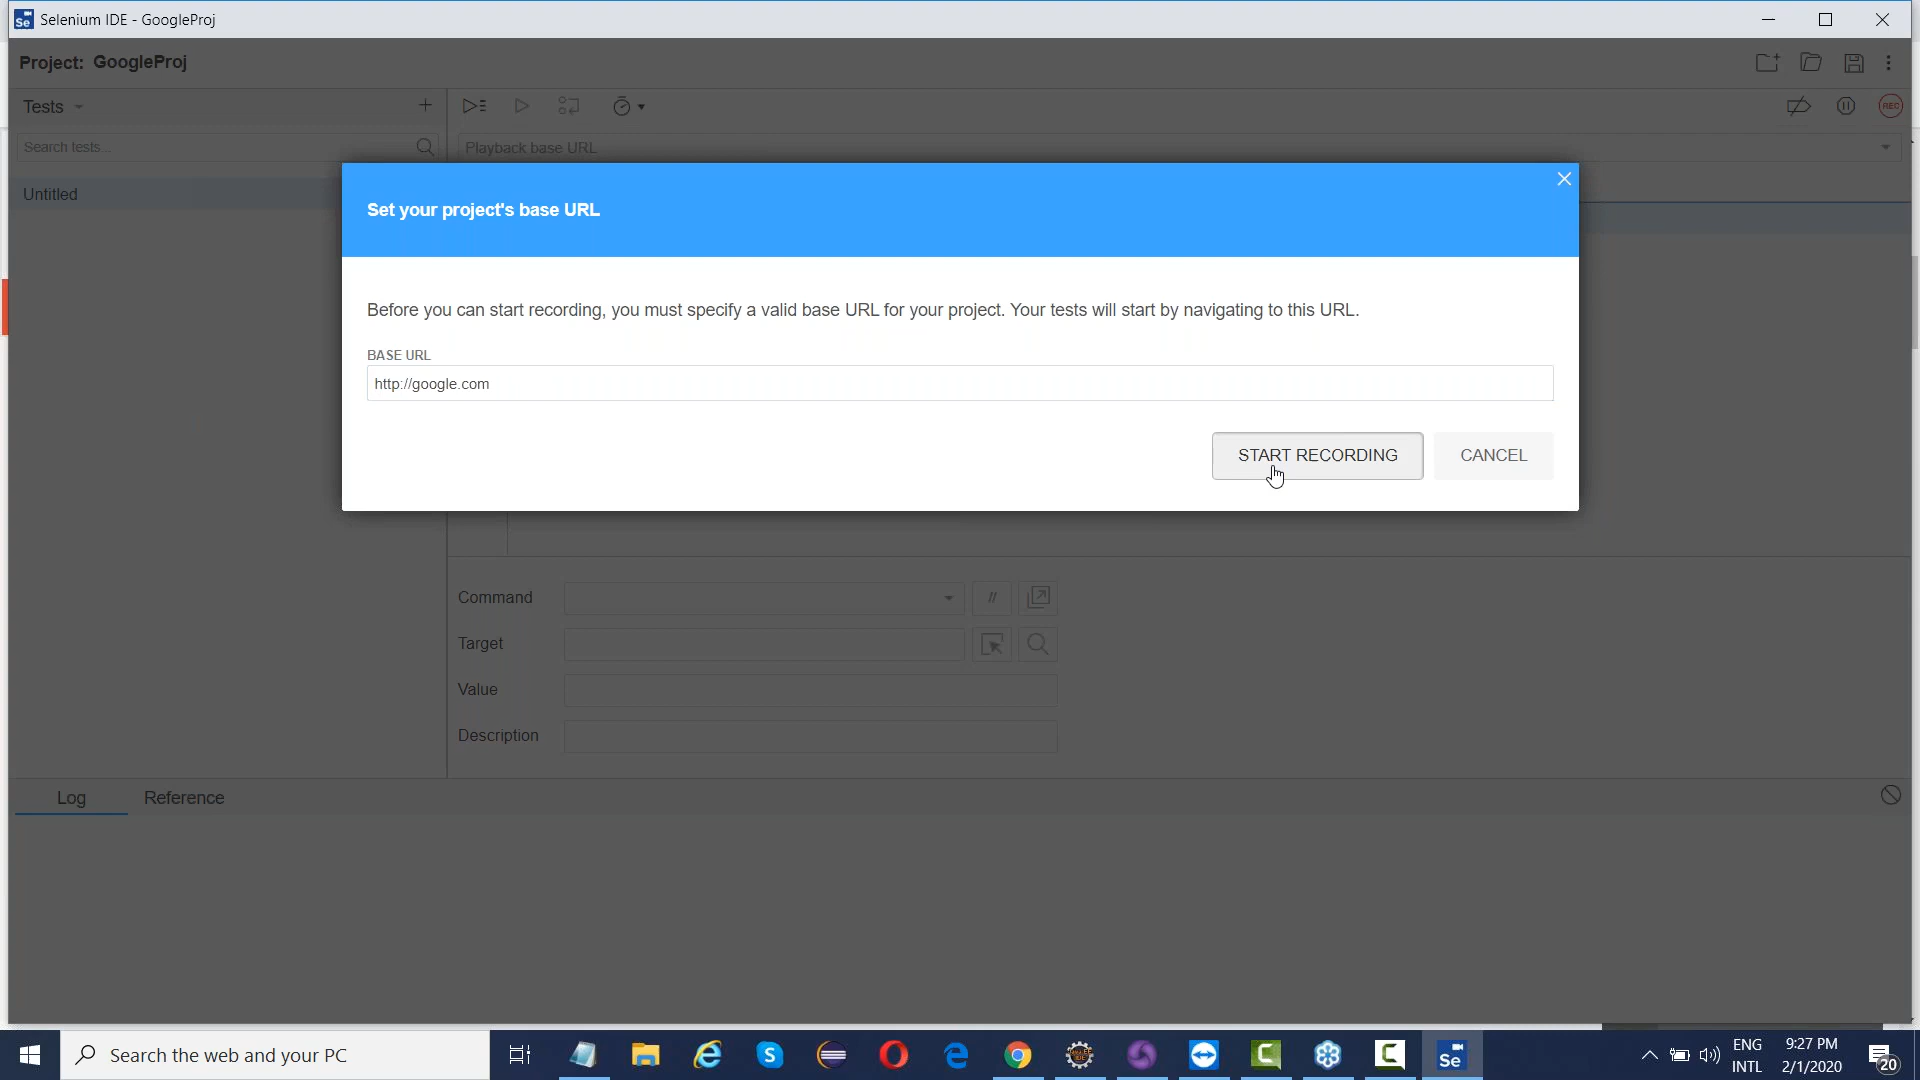 Selenium IDE - GoogleProj
Project: GoogleProj
Tests
REC
Search tests...
Playback base URL
Untitled
Set your project's base URL
Before you can start recording, you must specify a valid base URL for your project. Your tests will start by navigating to this URL.
BASE URL
http://google.com
START RECORDING
CANCEL
Command
//
Target
Value
Description
Log
Reference
Search the web and your PC
Se
ENG
INTL
9:27 PM
2/1/2020
20